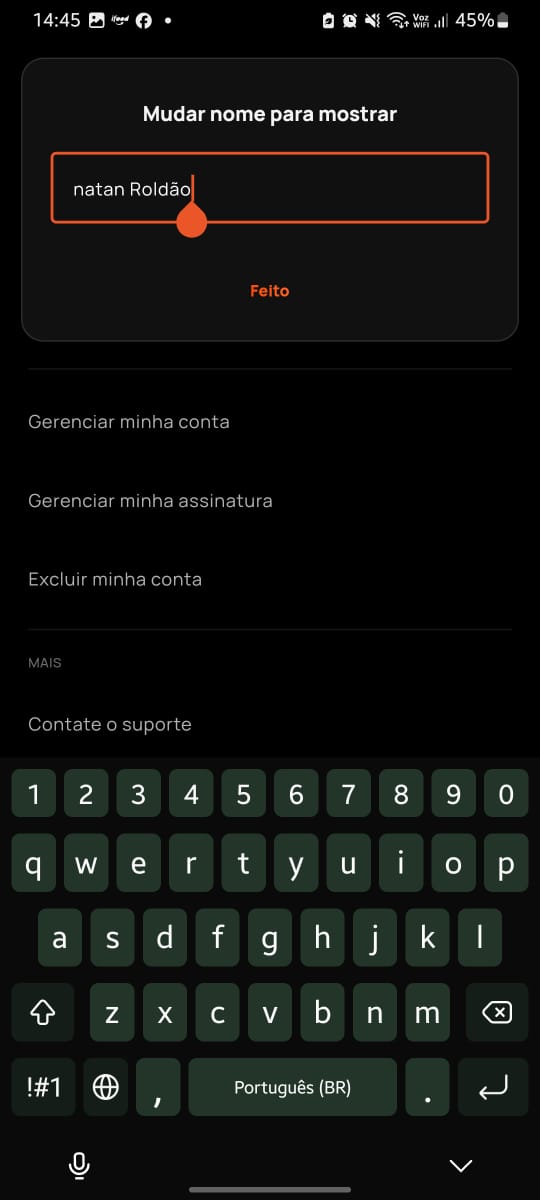 14:45 ifood Voz WiFi 45%
Mudar nome para mostrar
natan Roldão
Feito
Gerenciar minha conta
Gerenciar minha assinatura
Excluir minha conta
MAIS
Contate o suporte
1 2 3 4 5 6 7 8 9 0
q w e r t y u i o p
a s d f g h j k l
z x c v b n m
!#1 , Português (BR) .